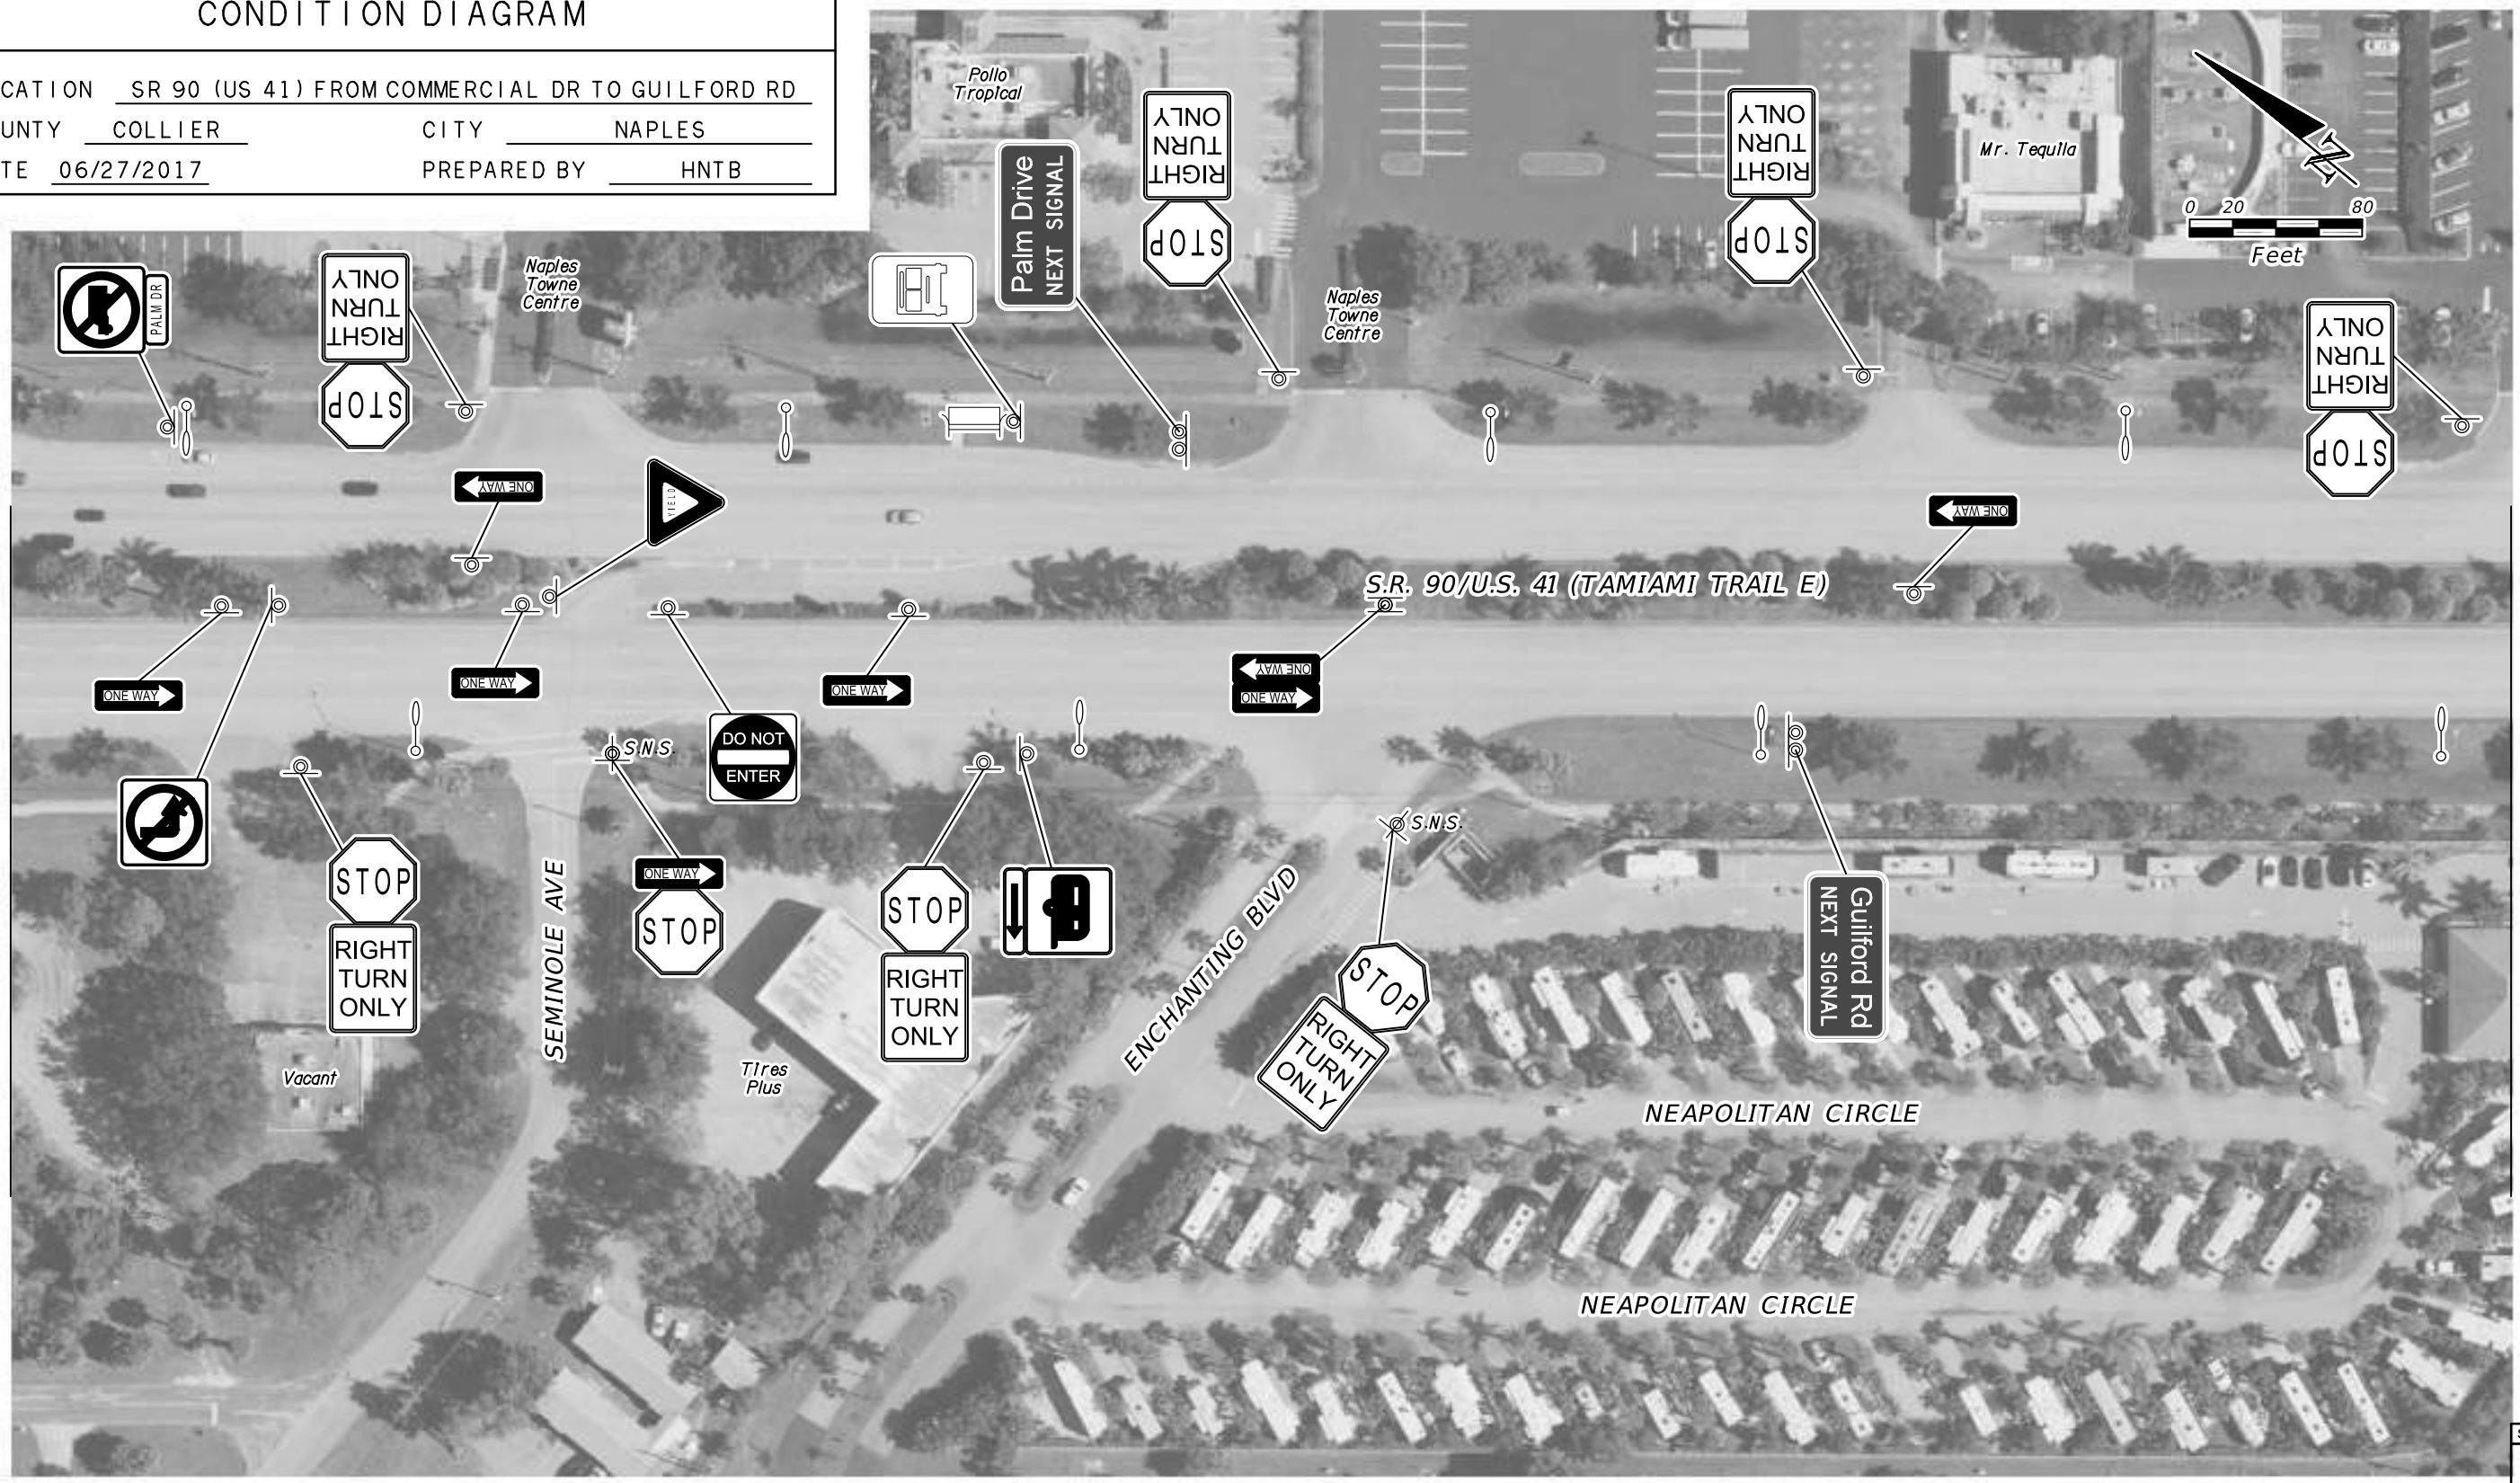 CONDITION DIAGRAM
CATION SR 90 (US 41) FROM COMMERCIAL DR TO GUILFORD RD
UNTY COLLIER CITY NAPLES
TE 06/27/2017 PREPARED BY HNTB
Pollo
Tropical
RIGHT
TURN
ONLY
STOP
RIGHT
TURN
ONLY
STOP
Mr. Tequila
N
0 20 80
Feet
Palm Drive
NEXT SIGNAL
PALM DR
RIGHT
TURN
ONLY
STOP
Naples
Towne
Centre
Naples
Towne
Centre
RIGHT
TURN
ONLY
STOP
ONE WAY
YIELD
ONE WAY
S.R. 90/U.S. 41 (TAMIAMI TRAIL E)
ONE WAY
ONE WAY
ONE WAY
ONE WAY
ONE WAY
DO NOT
ENTER
S.N.S.
S.N.S.
STOP
RIGHT
TURN
ONLY
SEMINOLE AVE
ONE WAY
STOP
STOP
RIGHT
TURN
ONLY
ENCHANTING BLVD
STOP
RIGHT
TURN
ONLY
Guilford Rd
NEXT SIGNAL
Vacant
Tires
Plus
NEAPOLITAN CIRCLE
NEAPOLITAN CIRCLE